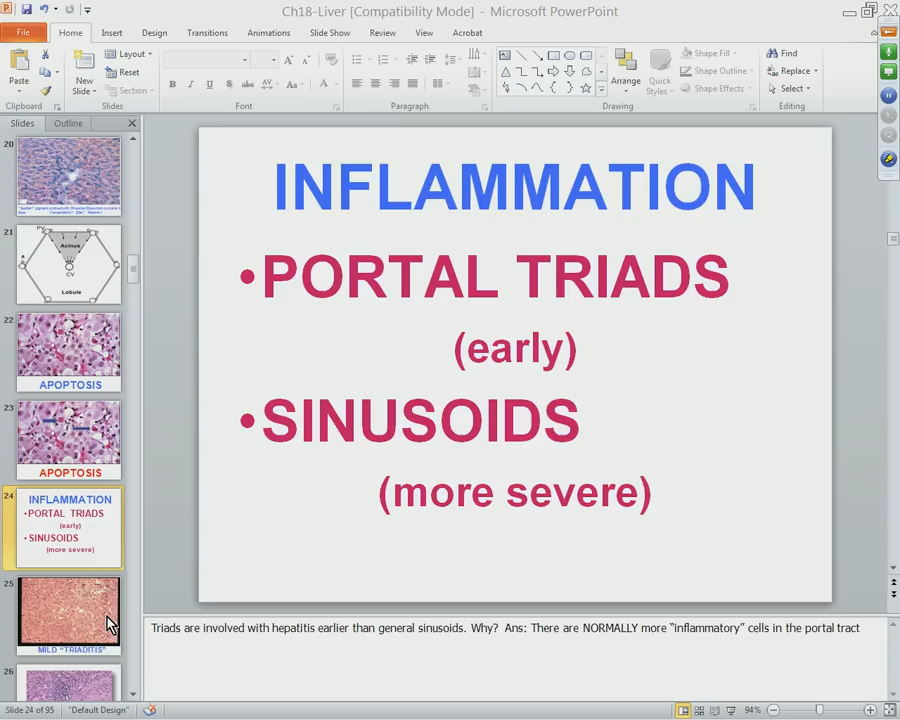 Ch18-Liver [Compatibility Mode] - Microsoft PowerPoint
File Home Insert Design Transitions Animations Slide Show Review View Acrobat
Paste
Clipboard
New
Slide
Layout
Reset
Section
Slides
Font
Paragraph
Arrange
Quick
Styles
Shape Fill
Shape Outline
Shape Effects
Drawing
Find
Replace
Select
Editing
Slides Outline
20
21
Acinus
CV
Lobule
22
APOPTOSIS
23
APOPTOSIS
24
INFLAMMATION
•PORTAL TRIADS
(early)
•SINUSOIDS
(more severe)
25
MILD “TRIADITIS”
26
INFLAMMATION
•PORTAL TRIADS
(early)
•SINUSOIDS
(more severe)
Triads are involved with hepatitis earlier than general sinusoids. Why? Ans: There are NORMALLY more “inflammatory” cells in the portal tract
Slide 24 of 95 "Default Design" 94%